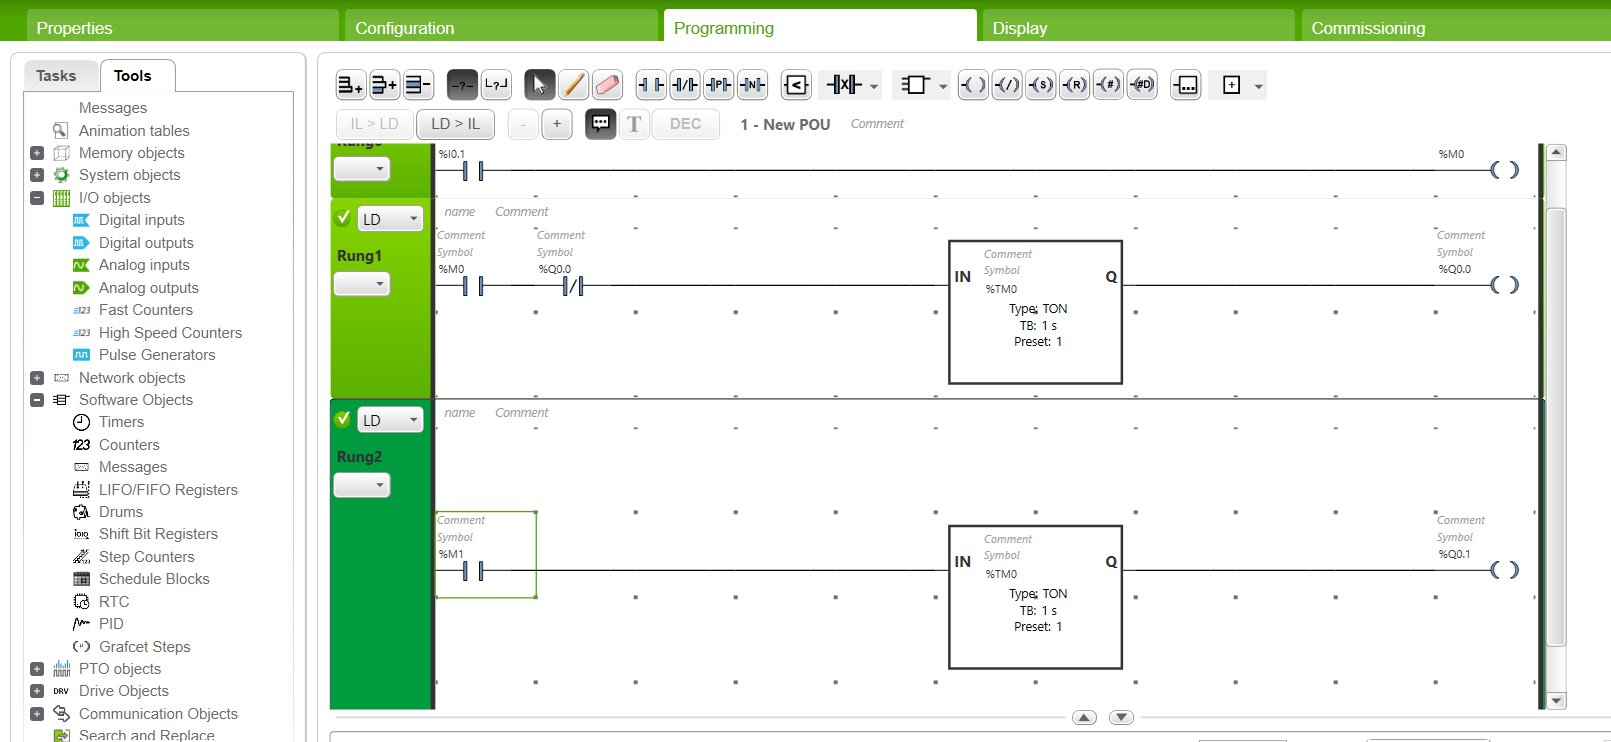 Properties
Configuration
Programming
Display
Commissioning
Tasks
Tools
Messages
Animation tables
Memory objects
System objects
I/O objects
Digital inputs
Digital outputs
Analog inputs
Analog outputs
Fast Counters
High Speed Counters
Pulse Generators
Network objects
Software Objects
Timers
Counters
Messages
LIFO/FIFO Registers
Drums
Shift Bit Registers
Step Counters
Schedule Blocks
RTC
PID
Grafcet Steps
PTO objects
DRV Drive Objects
Communication Objects
Search and Replace
IL > LD
LD > IL
-
+
T
DEC
1 - New POU
Comment
Rung0
%I0.1
%M0
LD
name
Comment
Rung1
Comment
Symbol
%M0
Comment
Symbol
%Q0.0
Comment
Symbol
%TM0
IN
Q
Type: TON
TB: 1 s
Preset: 1
Comment
Symbol
%Q0.0
LD
name
Comment
Rung2
Comment
Symbol
%M1
Comment
Symbol
%TM0
IN
Q
Type: TON
TB: 1 s
Preset: 1
Comment
Symbol
%Q0.1